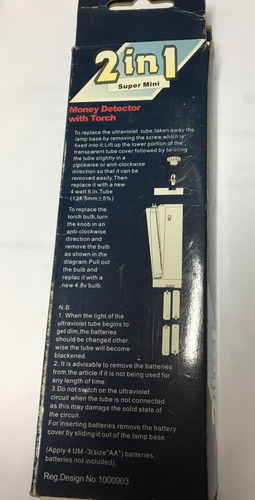 2in1
Super Mini
Money Detector
with Torch
To replace the ultraviolet tube,taken away the
lamp base by removing the screw which is
fixed into it.Lift up the lower portion of the
transparent tube cover followed by twisting
the tube slightly in a
clockwise or anit-clockwise
direction so that it can be
removed easily.Then
replace it with a new
4 watt 6 in.Tube
5mm±5%)
To replace the
torch bulb,turn
the knob in an
anti-clockwise
direction and
remove the bulb
as shown in the
diagram.Pull out
the bulb and
replac it with a
new 4.8v bulb.
N.B.
1. When the light of the
ultraviolet tube begins to
get dim,the batteries
should be changed other.
wise the tube will become
blackened.
2. It is advisable to remove the batteries
from the article if it is not being used for
any length of time.
3.Do not switch on the ultraviolet
circuit when the tube is not connected
as this may damage the solid state of
the circuit.
For inserting batteries remove the battery
cover by sliding it out of the lamp base.
(Apply 4 UM -3(size"AA") batteries
batteries not included).
Reg.Design No.1000903